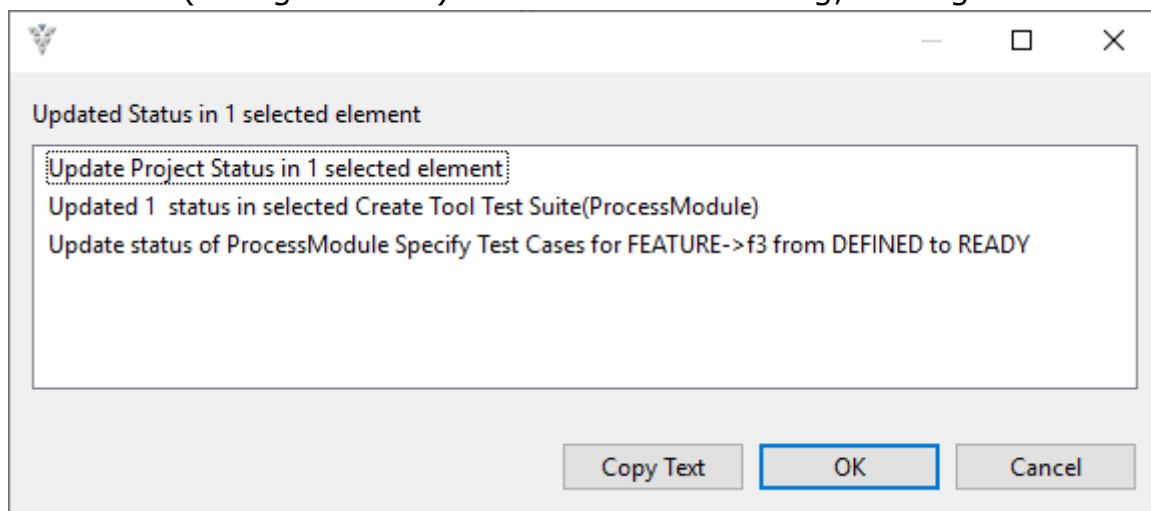 Updated Status in 1 selected element
Update Project Status in 1 selected element
Updated 1  status in selected Create Tool Test Suite(ProcessModule)
Update status of ProcessModule Specify Test Cases for FEATURE->f3 from DEFINED to READY
Copy Text
OK
Cancel